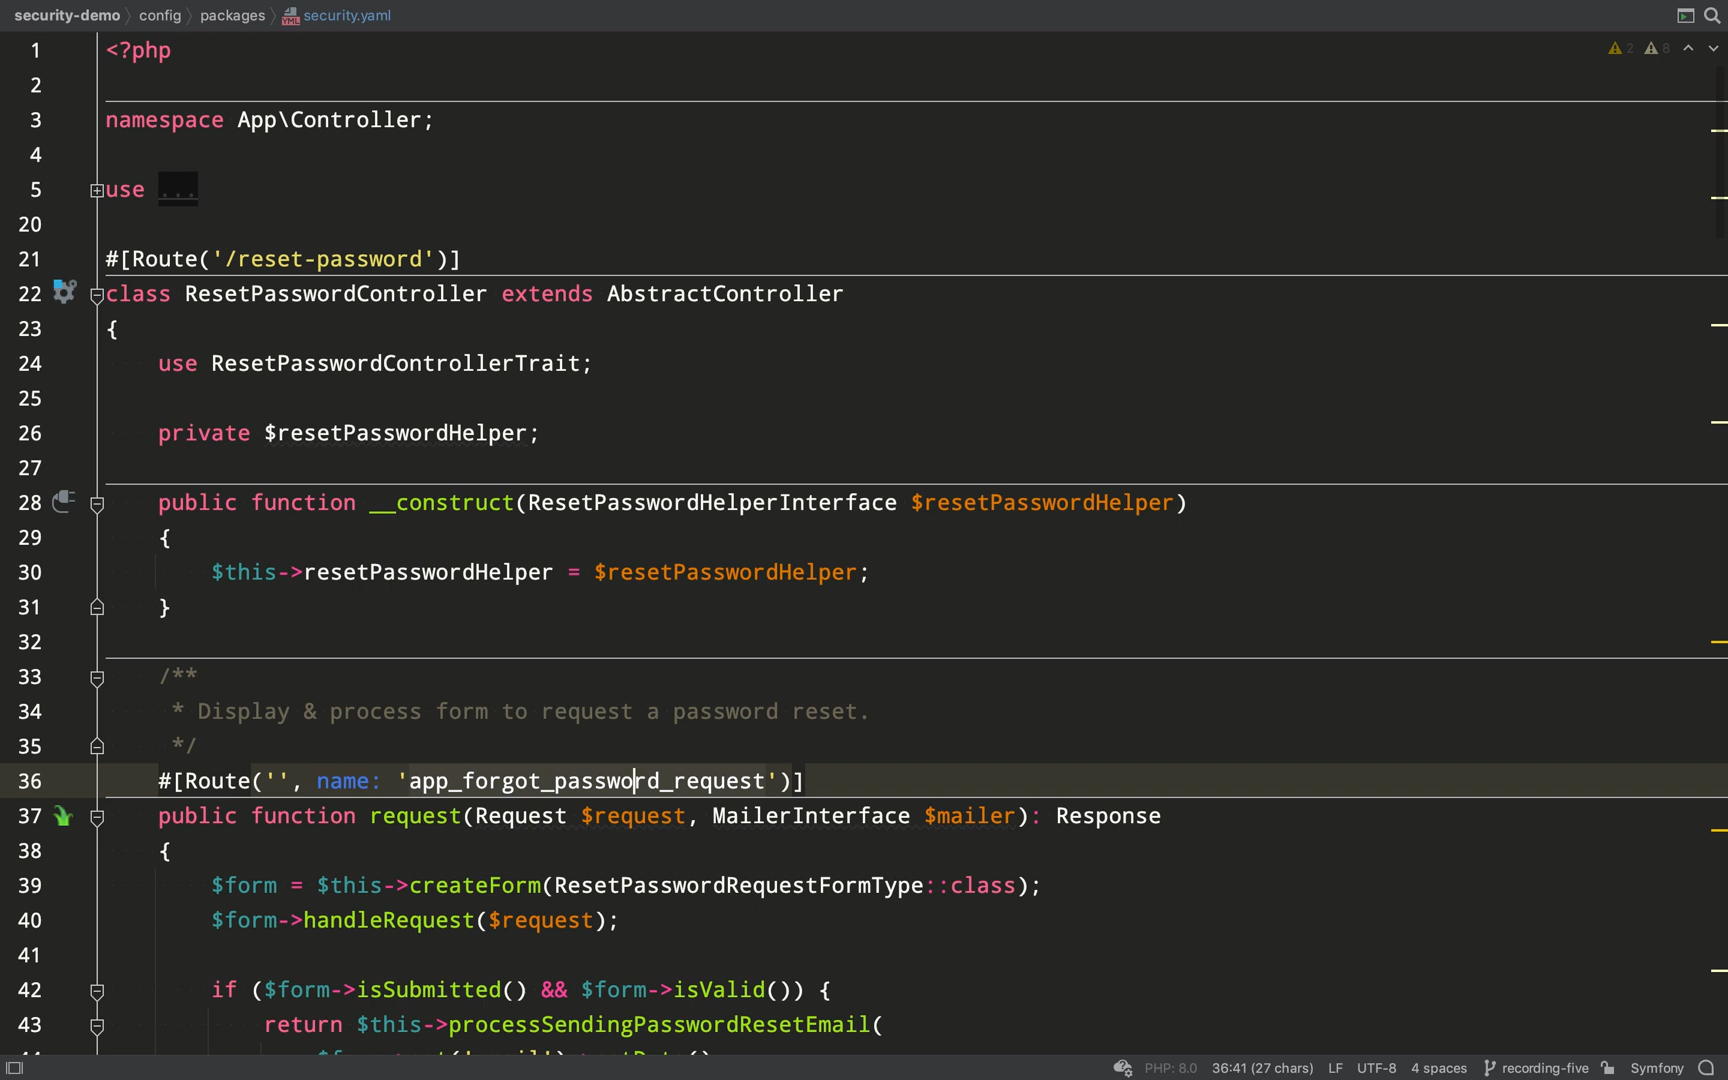 security-demo › config › packages › security.yaml
2 8
1 <?php
2
3 namespace App\Controller;
4
5 use ...
20
21 #[Route('/reset-password')]
22 class ResetPasswordController extends AbstractController
23 {
24     use ResetPasswordControllerTrait;
25
26     private $resetPasswordHelper;
27
28     public function __construct(ResetPasswordHelperInterface $resetPasswordHelper)
29     {
30         $this->resetPasswordHelper = $resetPasswordHelper;
31     }
32
33     /**
34      * Display & process form to request a password reset.
35      */
36     #[Route('', name: 'app_forgot_password_request')]
37     public function request(Request $request, MailerInterface $mailer): Response
38     {
39         $form = $this->createForm(ResetPasswordRequestFormType::class);
40         $form->handleRequest($request);
41
42         if ($form->isSubmitted() && $form->isValid()) {
43             return $this->processSendingPasswordResetEmail(
PHP: 8.0 36:41 (27 chars) LF UTF-8 4 spaces recording-five Symfony